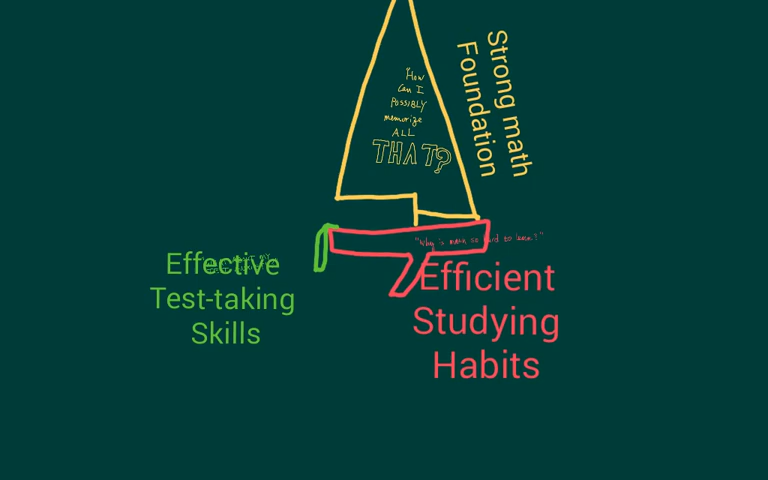 How
Can I
POSSIBLY
memorize
ALL
THAT?
Strong math
Foundation
"Why is math so hard to learn?"
Effective
Test-taking
Skills
Efficient
Studying
Habits